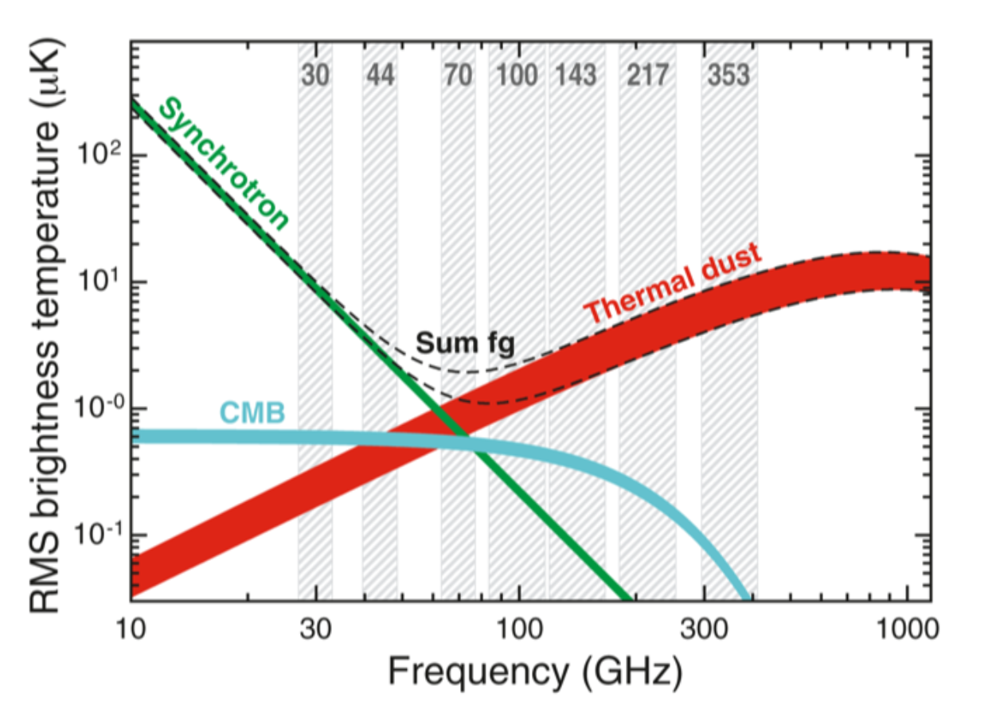 RMS brightness temperature (μK)
10²
10¹
10⁻⁰
10⁻¹
30 44 70 100 143 217 353
Synchrotron
Thermal dust
Sum fg
CMB
10 30 100 300 1000
Frequency (GHz)